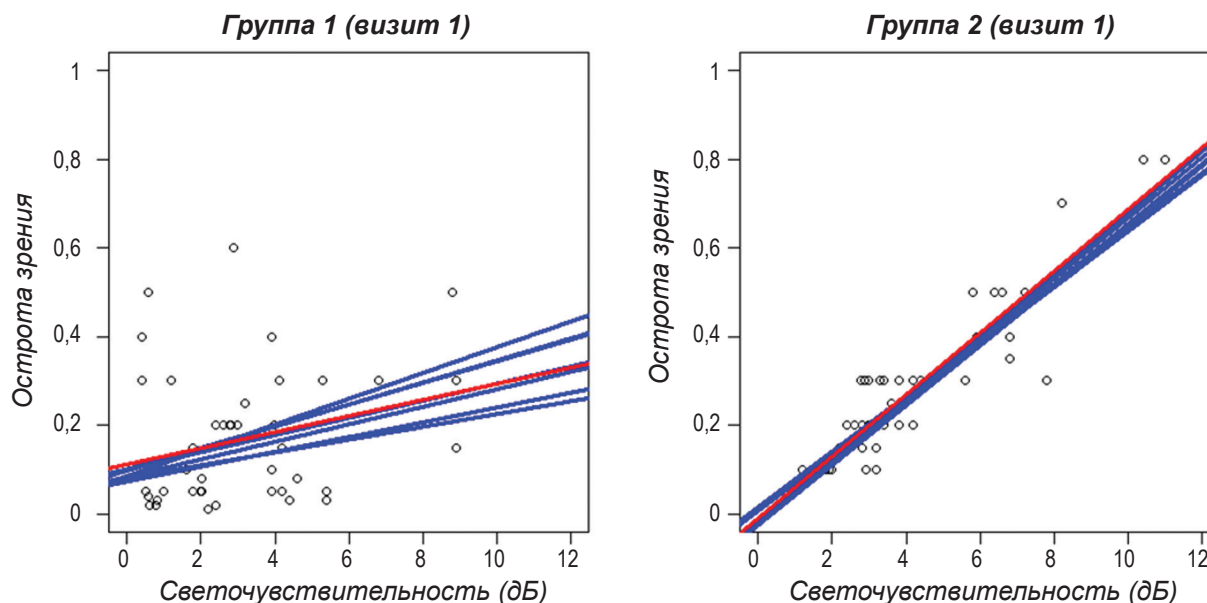 Группа 1 (визит 1)
1
0,8
0,6
0,4
0,2
0
Острота зрения
0 2 4 6 8 10 12
Светочувствительность (дБ)
Группа 2 (визит 1)
1
0,8
0,6
0,4
0,2
0
Острота зрения
0 2 4 6 8 10 12
Светочувствительность (дБ)